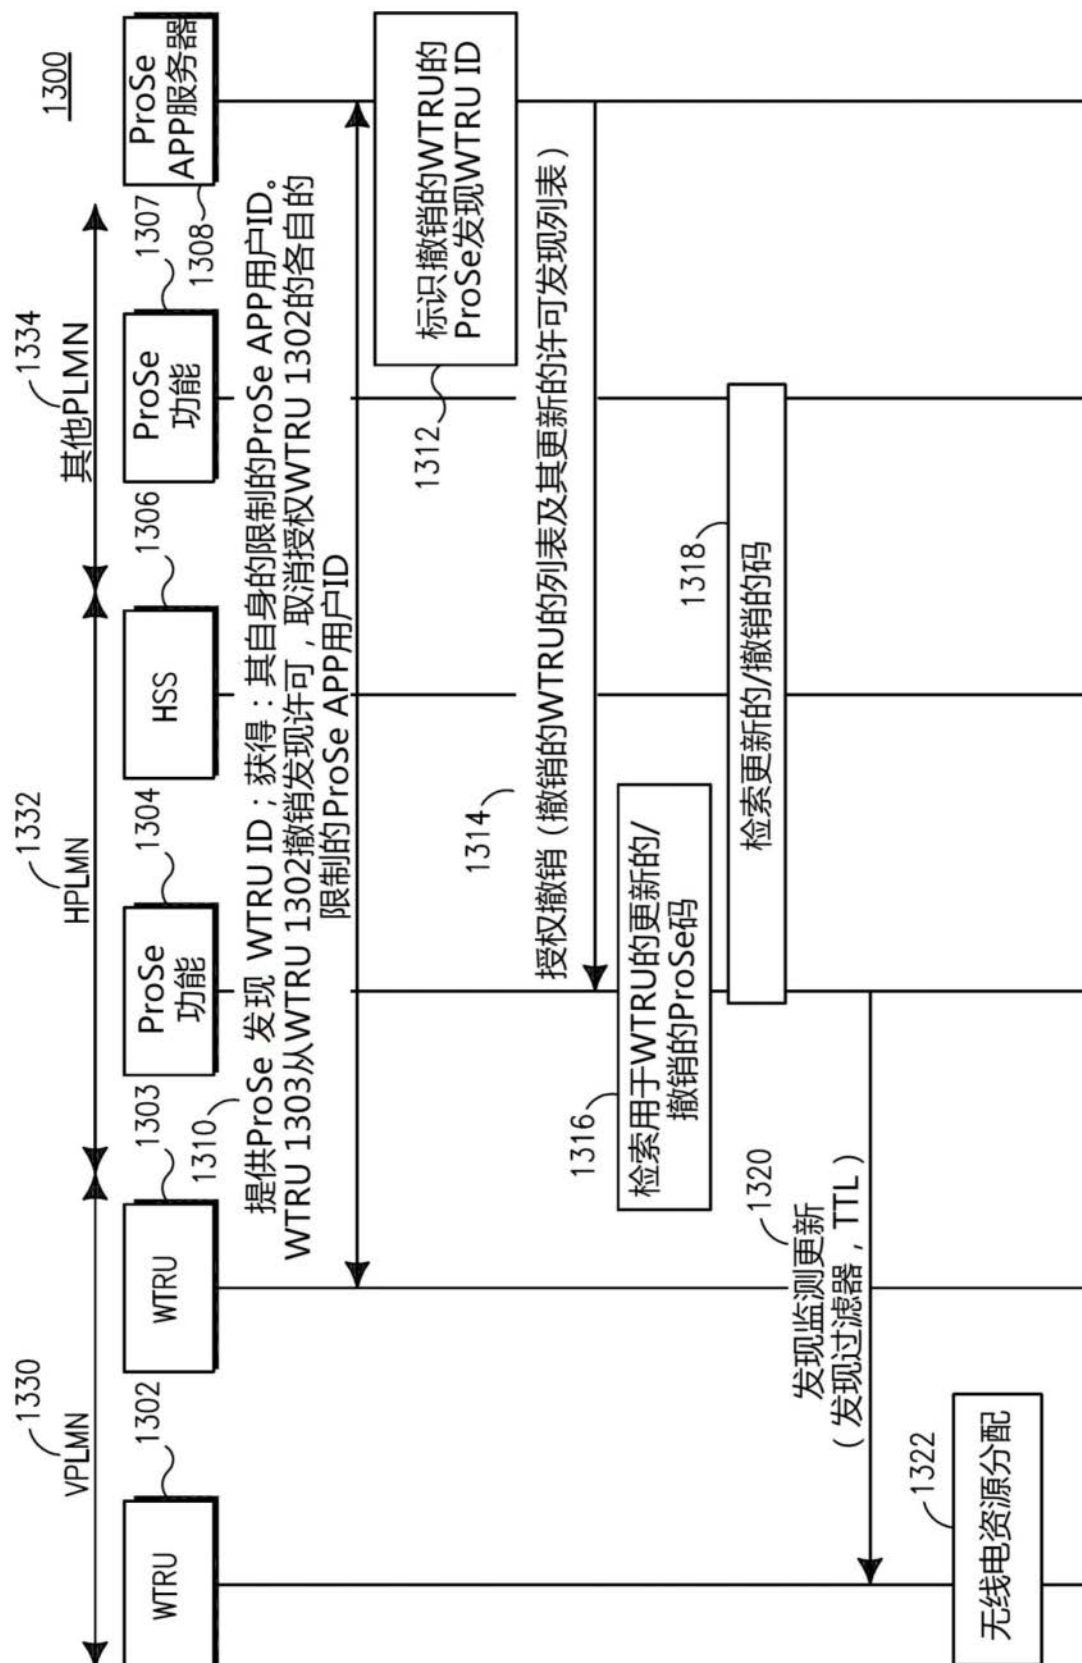 1300
1330
1332
1334
VPLMN
HPLMN
其他PLMN
1302
1303
1304
1306
1307
1308
WTRU
WTRU
ProSe
功能
HSS
ProSe
功能
ProSe
APP服务器
1310
提供ProSe 发现 WTRU ID；获得：其自身的限制的ProSe APP用户ID。
WTRU 1303从WTRU 1302撤销发现许可，取消授权WTRU 1302的各自的
限制的ProSe APP用户ID
1312
标识撤销的WTRU的
ProSe发现WTRU ID
1314
授权撤销（撤销的WTRU的列表及其更新的许可发现列表）
1316
检索用于WTRU的更新的/
撤销的ProSe码
1318
检索更新的/撤销的码
1320
发现监测更新
（发现过滤器，TTL）
1322
无线电资源分配